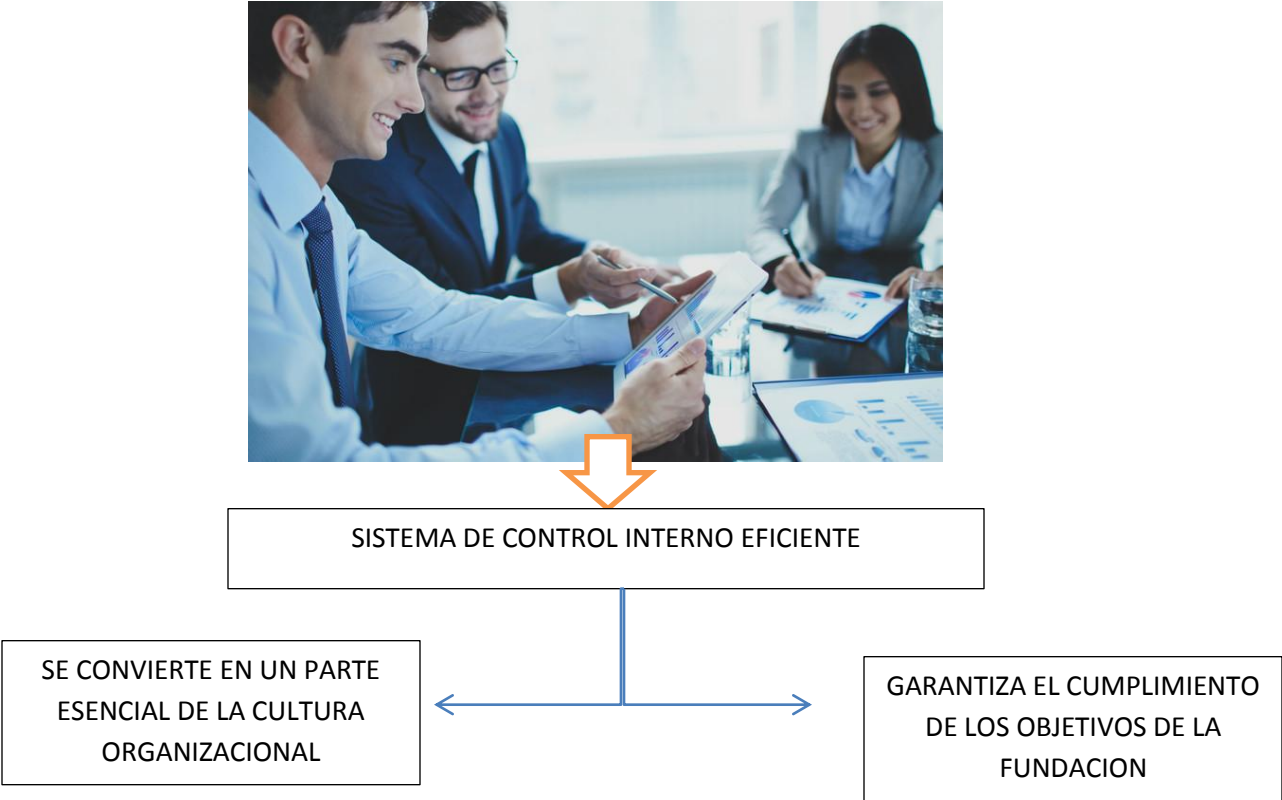 SISTEMA DE CONTROL INTERNO EFICIENTE
SE CONVIERTE EN UN PARTE
ESENCIAL DE LA CULTURA
ORGANIZACIONAL
GARANTIZA EL CUMPLIMIENTO
DE LOS OBJETIVOS DE LA
FUNDACION